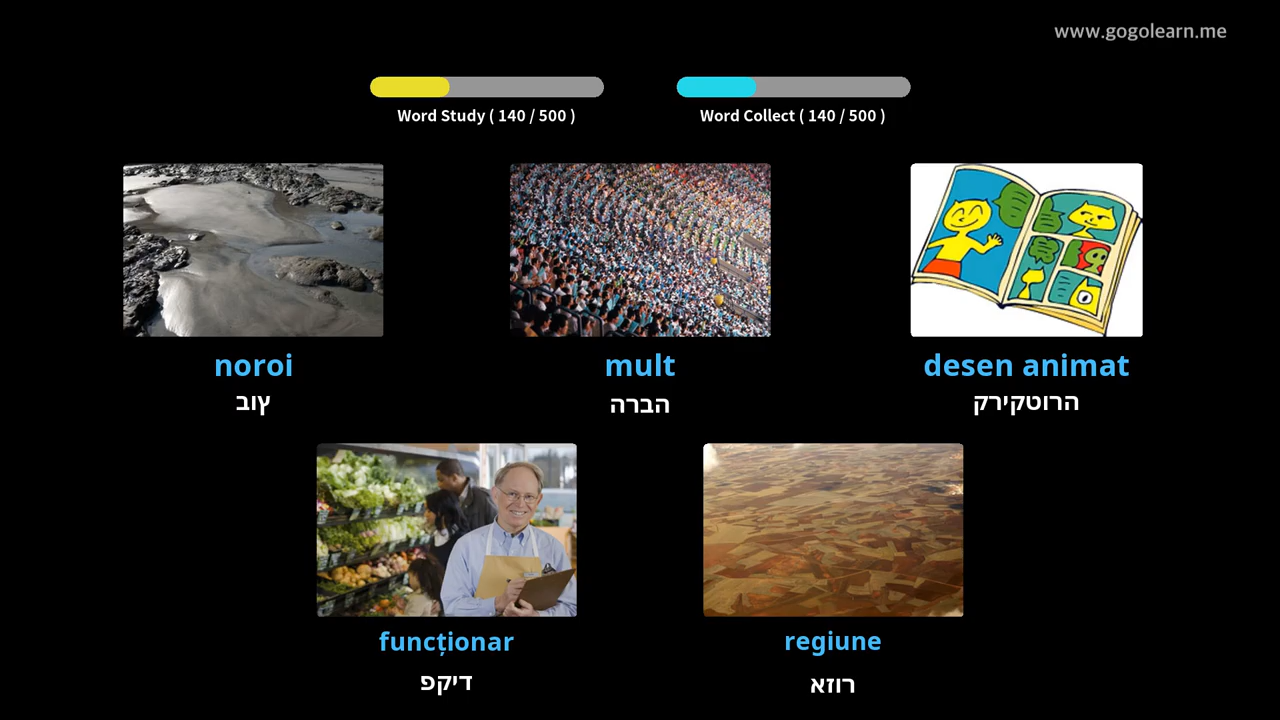 www.gogolearn.me
Word Study ( 140 / 500 )
Word Collect ( 140 / 500 )
noroi
ץוב
mult
הברה
desen animat
הרוטקירק
funcționar
דיקפ
regiune
רוזא